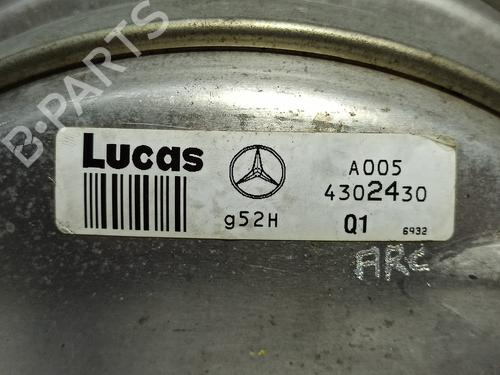 B-PARTS
Lucas
A005
4302430
g52H
Q1
6932
ARC